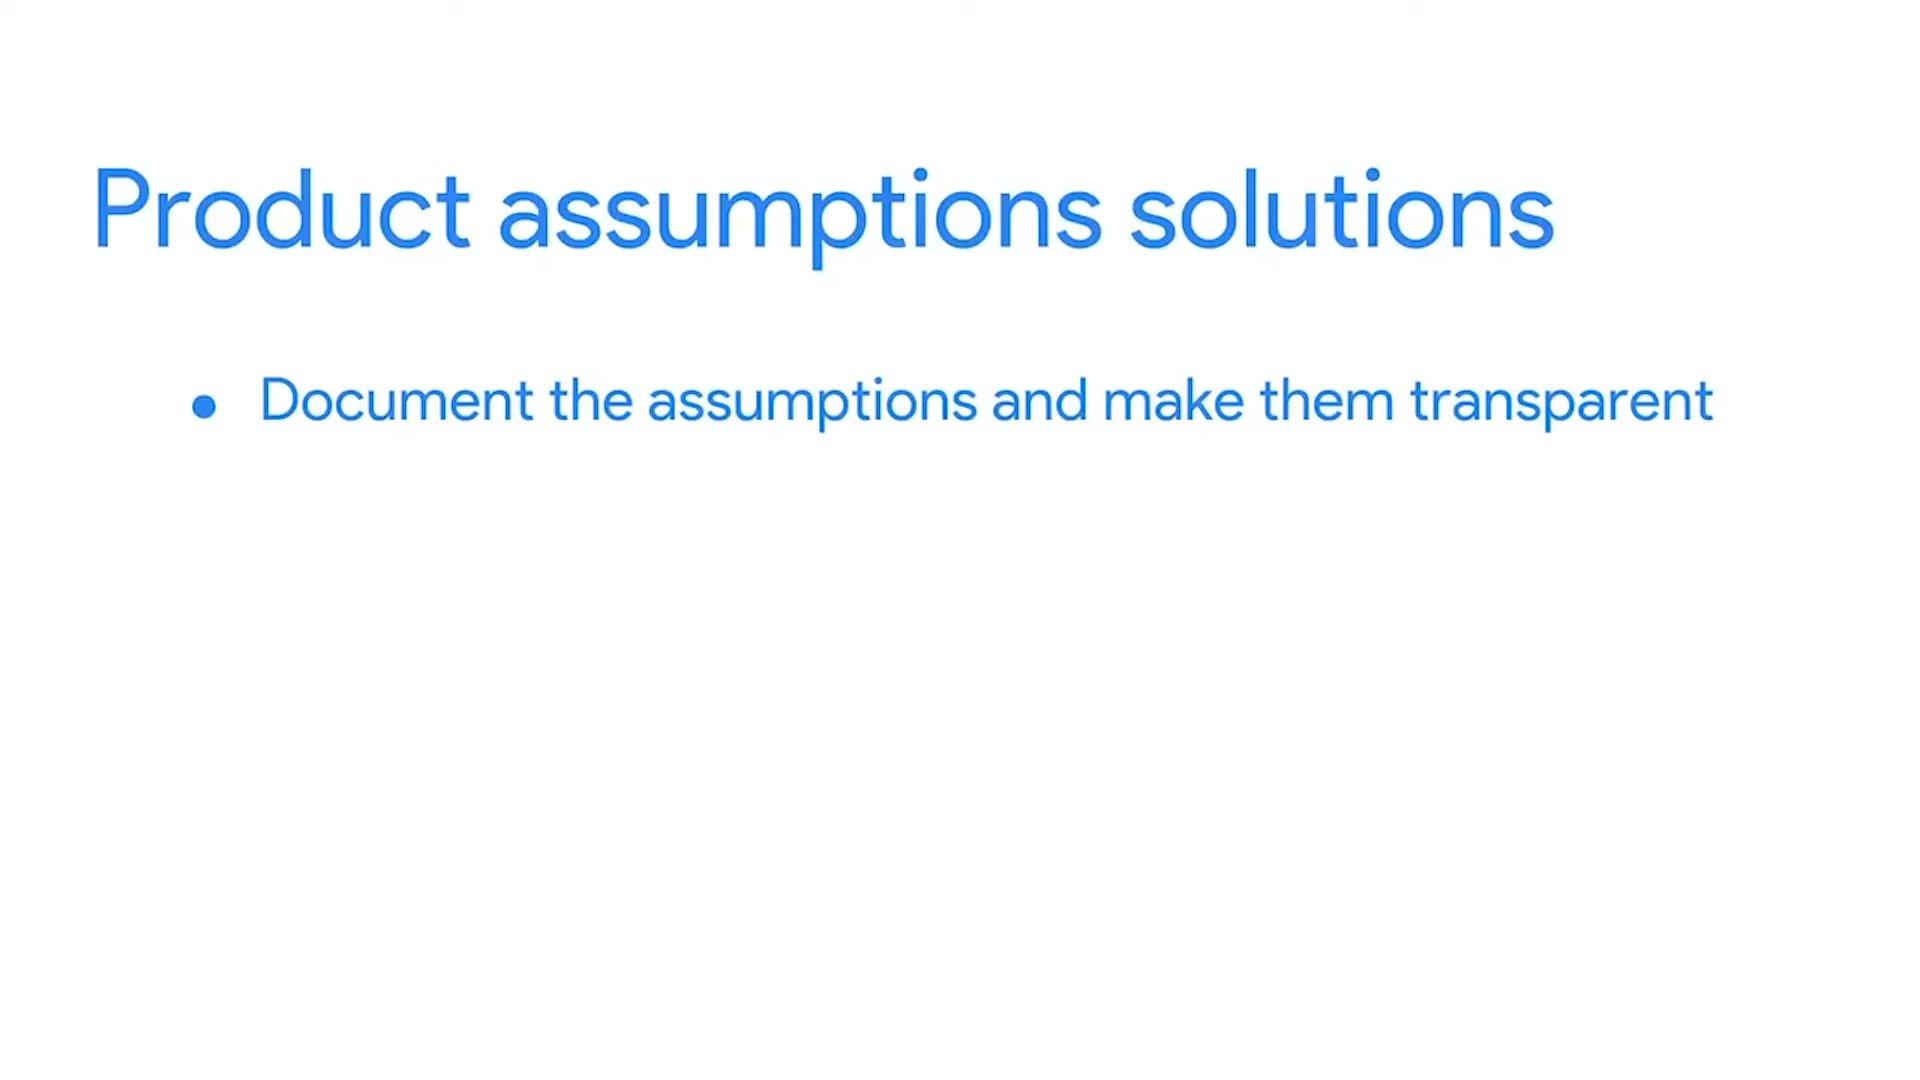 Product assumptions solutions
● Document the assumptions and make them transparent